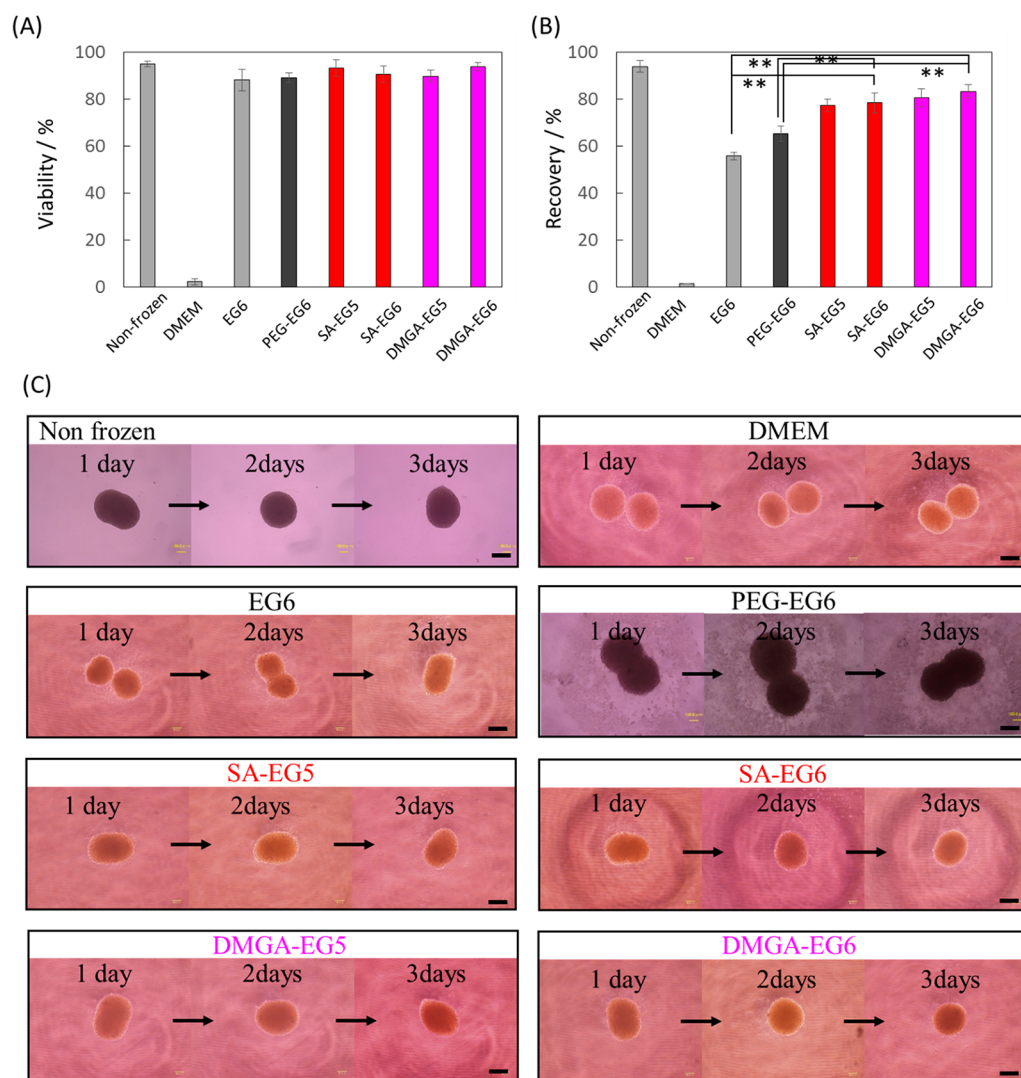 (A)
Viability / %
100
80
60
40
20
0
Non-frozen
DMEM
EG6
PEG-EG6
SA-EG5
SA-EG6
DMGA-EG5
DMGA-EG6
(B)
Recovery / %
100
80
60
40
20
0
**
**
**
**
Non-frozen
DMEM
EG6
PEG-EG6
SA-EG5
SA-EG6
DMGA-EG5
DMGA-EG6
(C)
Non frozen
1 day 2days 3days
DMEM
1 day 2days 3days
EG6
1 day 2days 3days
PEG-EG6
1 day 2days 3days
SA-EG5
1 day 2days 3days
SA-EG6
1 day 2days 3days
DMGA-EG5
1 day 2days 3days
DMGA-EG6
1 day 2days 3days